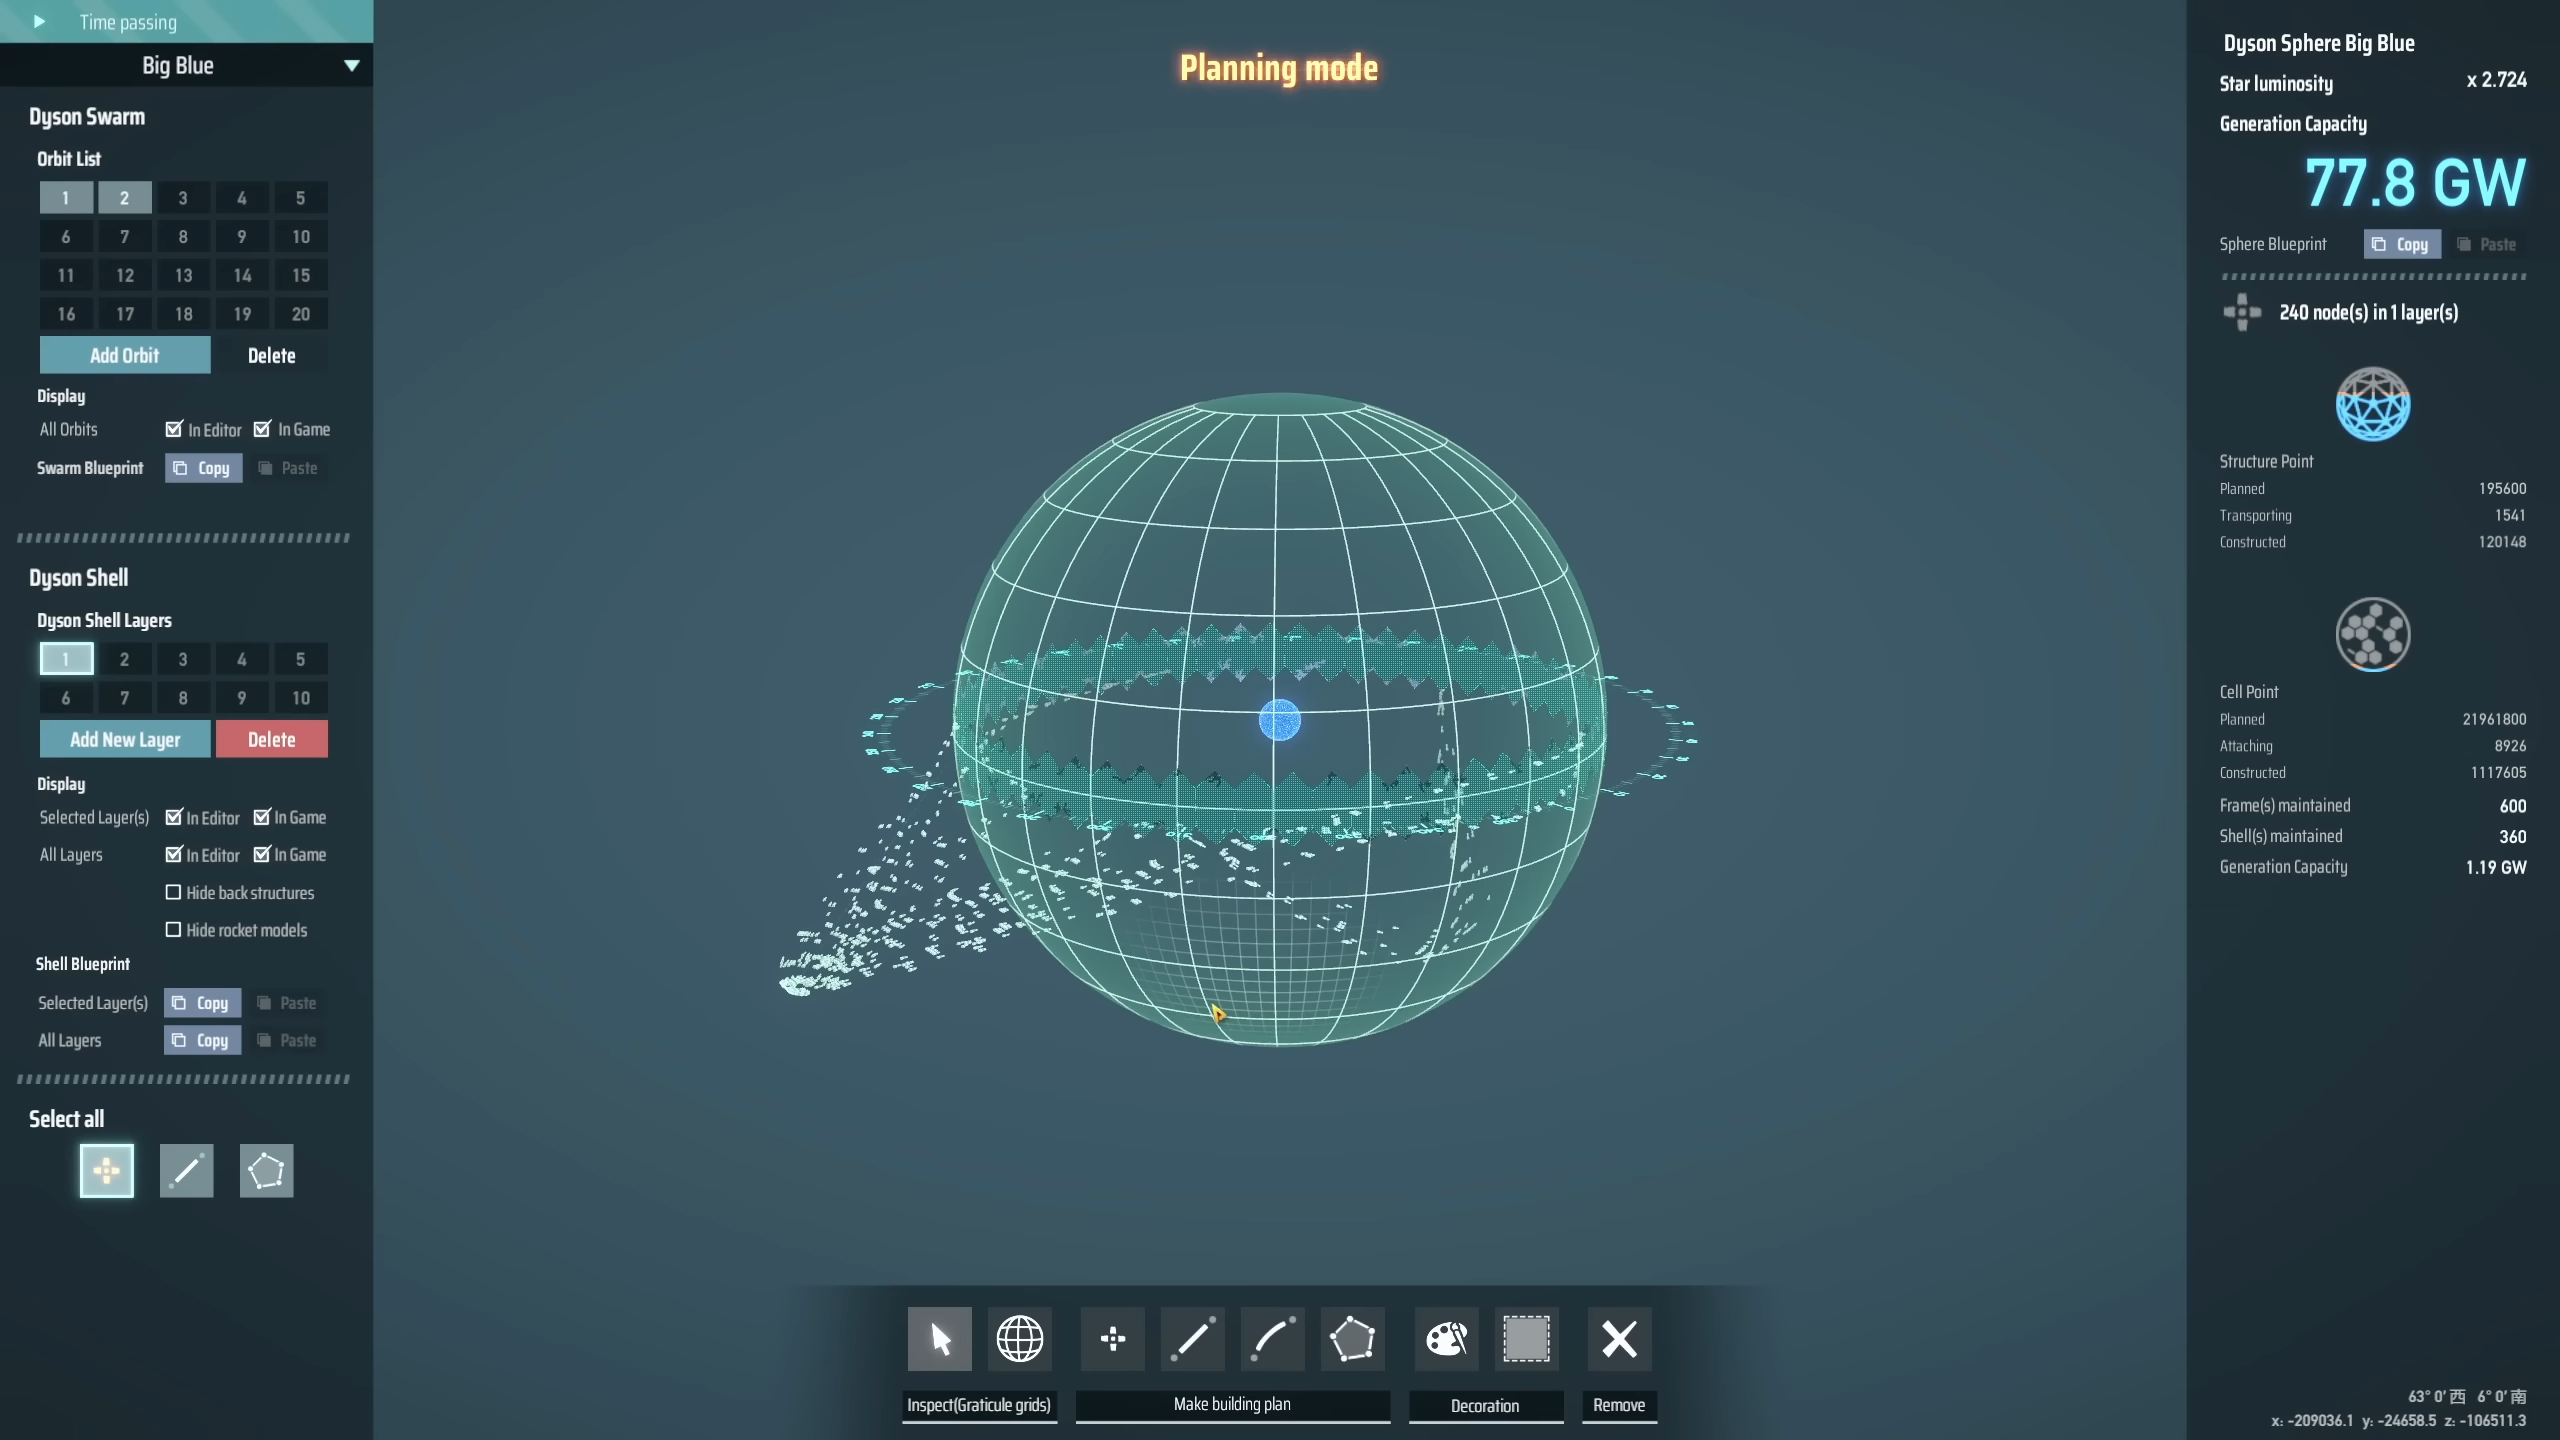 Time passing
Big Blue
Dyson Swarm
Orbit List
1 2 3 4 5
6 7 8 9 10
11 12 13 14 15
16 17 18 19 20
Add Orbit Delete
Display
All Orbits In Editor In Game
Swarm Blueprint Copy Paste
Dyson Shell
Dyson Shell Layers
1 2 3 4 5
6 7 8 9 10
Add New Layer Delete
Display
Selected Layer(s) In Editor In Game
All Layers In Editor In Game
Hide back structures
Hide rocket models
Shell Blueprint
Selected Layer(s) Copy Paste
All Layers Copy Paste
Select all
Planning mode
Inspect(Graticule grids) Make building plan Decoration Remove
Dyson Sphere Big Blue
Star luminosity x 2.724
Generation Capacity
77.8 GW
Sphere Blueprint Copy Paste
240 node(s) in 1 layer(s)
Structure Point
Planned 195600
Transporting 1541
Constructed 120148
Cell Point
Planned 21961800
Attaching 8926
Constructed 1117605
Frame(s) maintained 600
Shell(s) maintained 360
Generation Capacity 1.19 GW
63° 0′ 西 6° 0′ 南
x: -209036.1 y: -24658.5 z: -106511.3